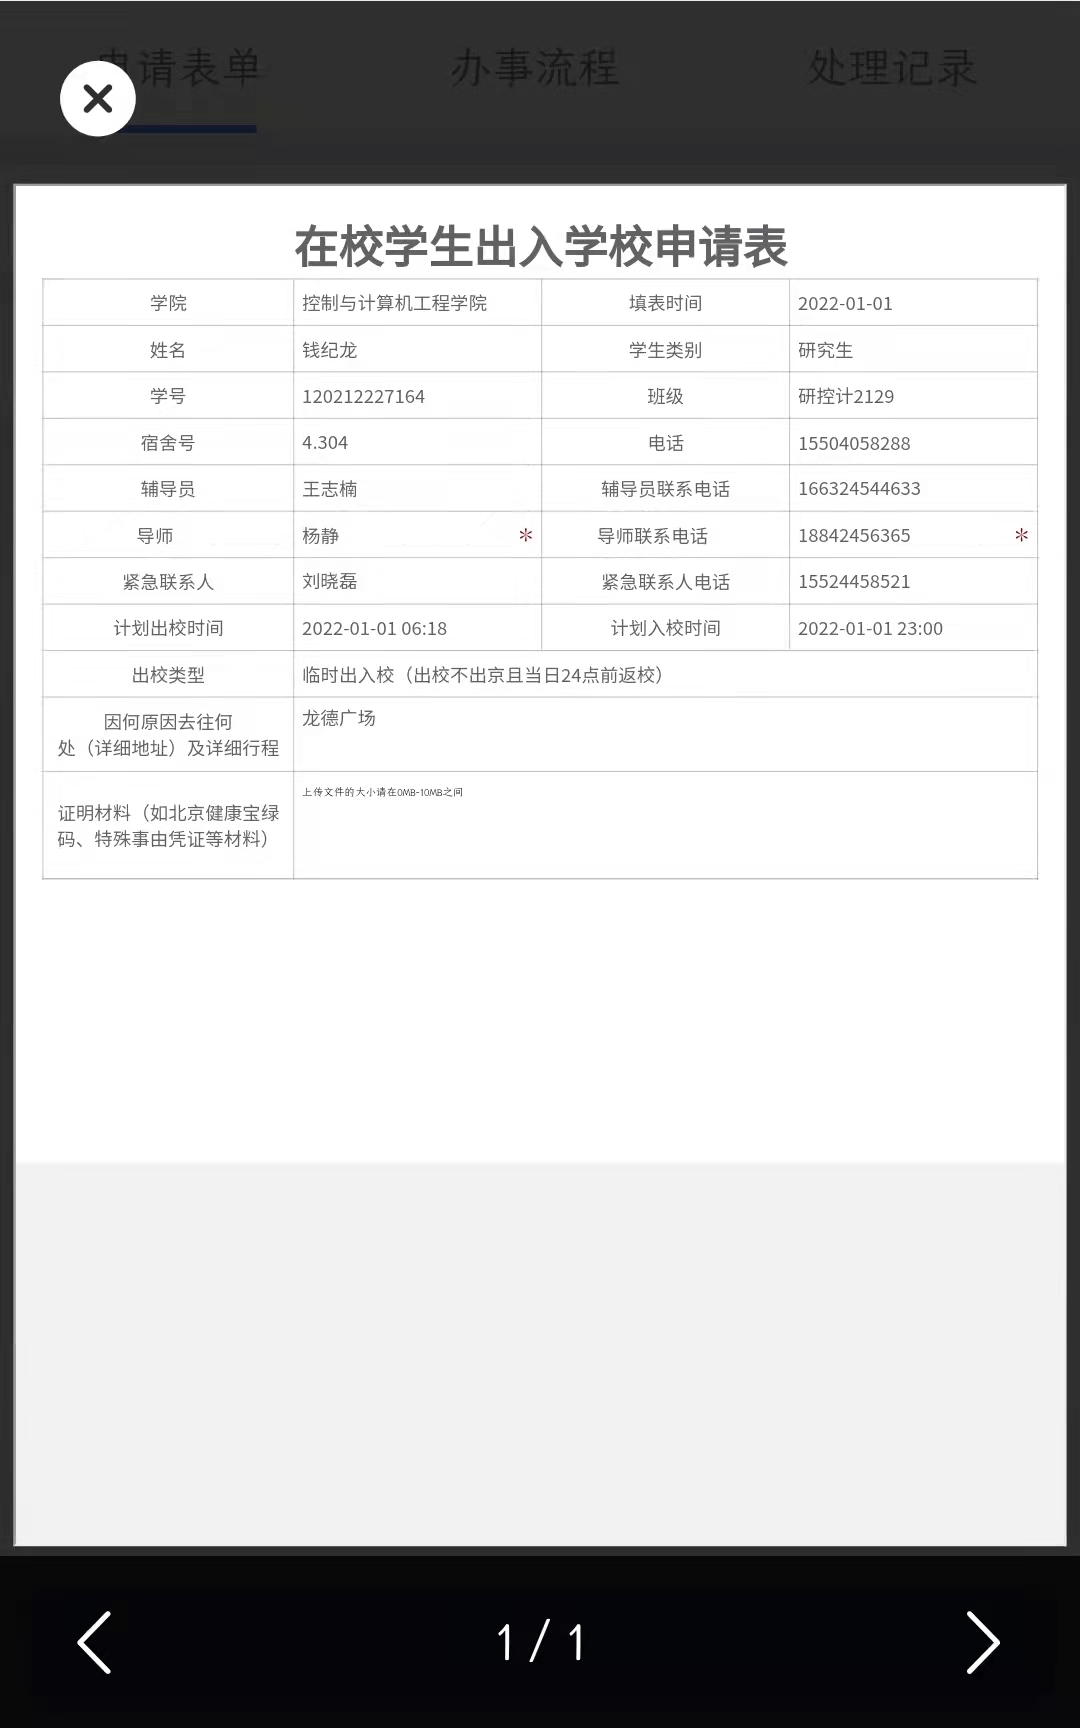 申请表单 办事流程 处理记录
在校学生出入学校申请表
学院 控制与计算机工程学院 填表时间 2022-01-01
姓名 钱纪龙 学生类别 研究生
学号 120212227164 班级 研控计2129
宿舍号 4.304 电话 15504058288
辅导员 王志楠 辅导员联系电话 166324544633
导师 杨静 * 导师联系电话 18842456365 *
紧急联系人 刘晓磊 紧急联系人电话 15524458521
计划出校时间 2022-01-01 06:18 计划入校时间 2022-01-01 23:00
出校类型 临时出入校（出校不出京且当日24点前返校）
因何原因去往何
处（详细地址）及详细行程
龙德广场
证明材料（如北京健康宝绿
码、特殊事由凭证等材料）
上传文件的大小请在0MB-10MB之间
1 / 1